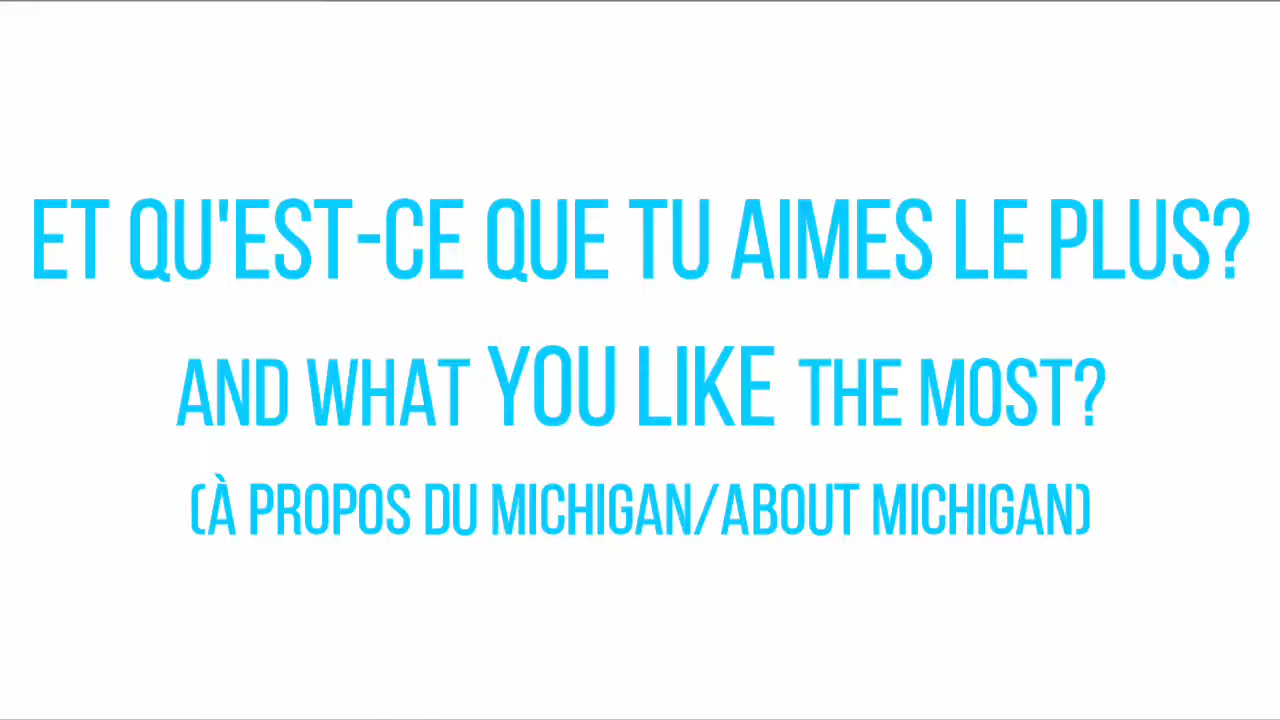 ET QU'EST-CE QUE TU AIMES LE PLUS?
AND WHAT YOU LIKE THE MOST?
(À PROPOS DU MICHIGAN/ABOUT MICHIGAN)